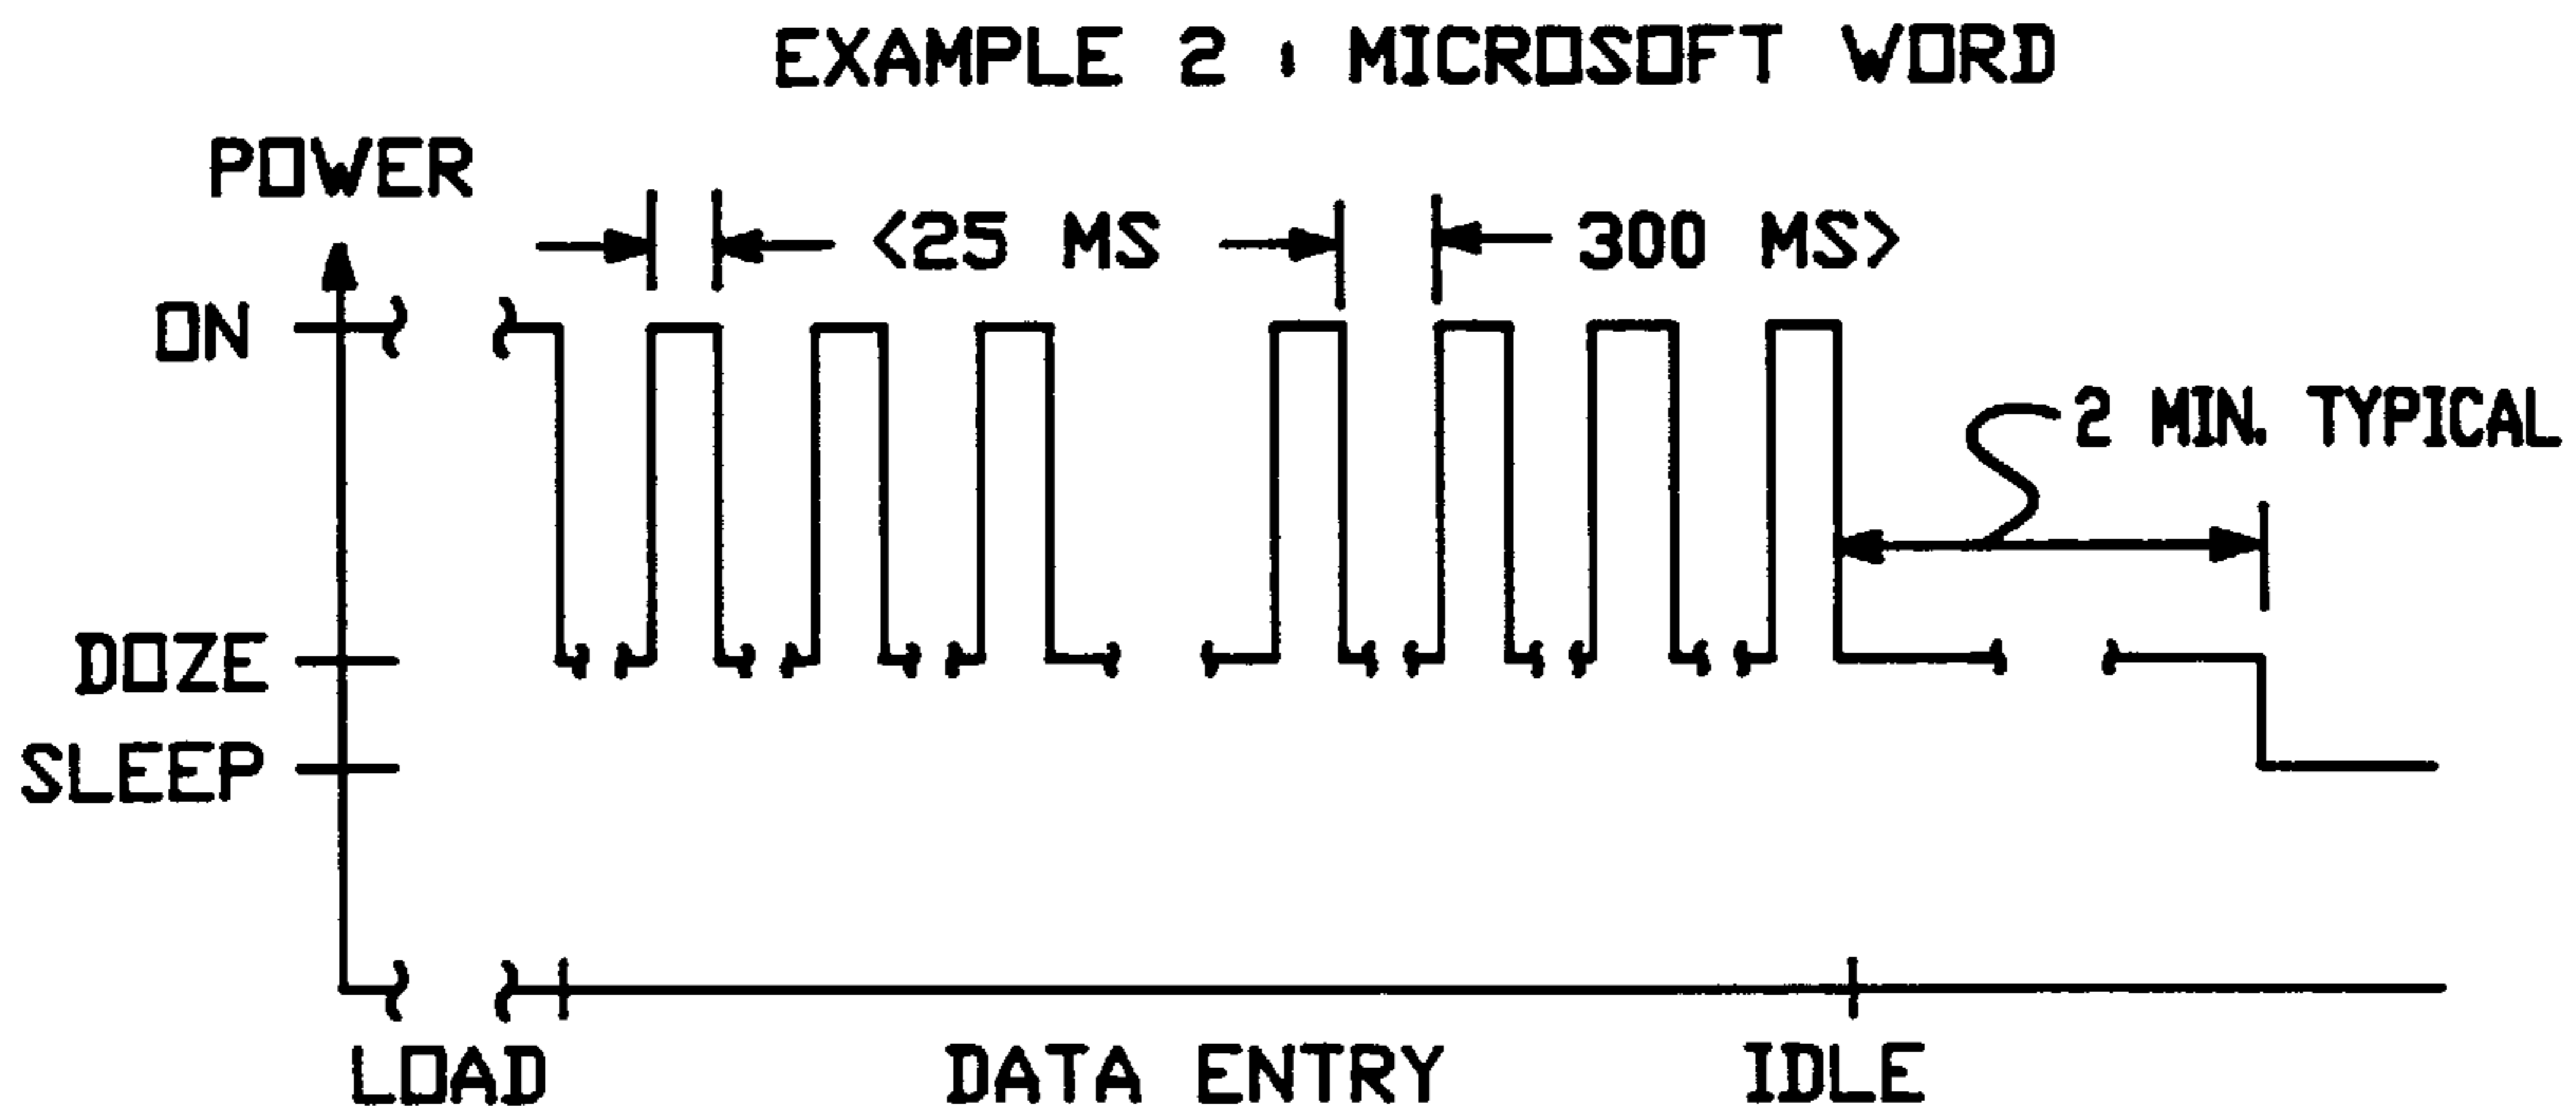 EXAMPLE 2 : MICROSOFT WORD
POWER
<25 MS
300 MS>
ON
2 MIN. TYPICAL
DOZE
SLEEP
LOAD
DATA ENTRY
IDLE